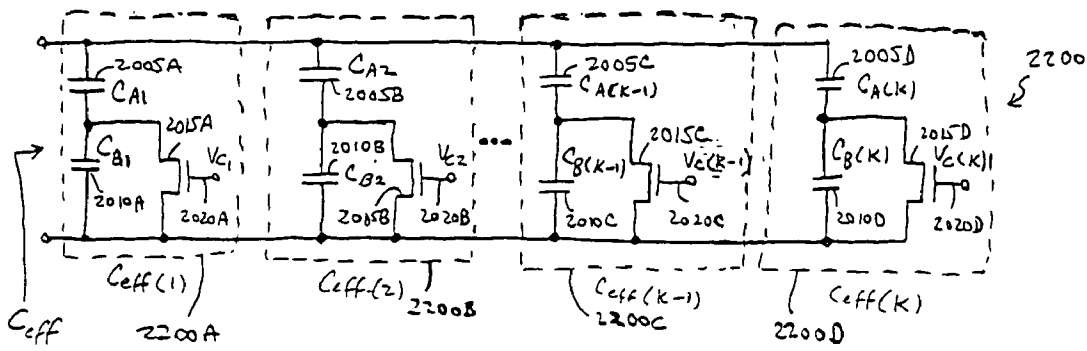 2200
2005A
CA1
CA2
2005B
2005C
CA(K-1)
2005D
CA(K)
2015A
CB1
VC1
2010A
2020A
2010B
CB2
2005B
VC2
2020B
...
2015C
CB(K-1)
VC(K-1)
2010C
2020C
2015D
CB(K)
VC(K)
2010D
2020D
Ceff
Ceff(1)
2200A
Ceff(2)
2200B
Ceff(K-1)
2200C
Ceff(K)
2200D